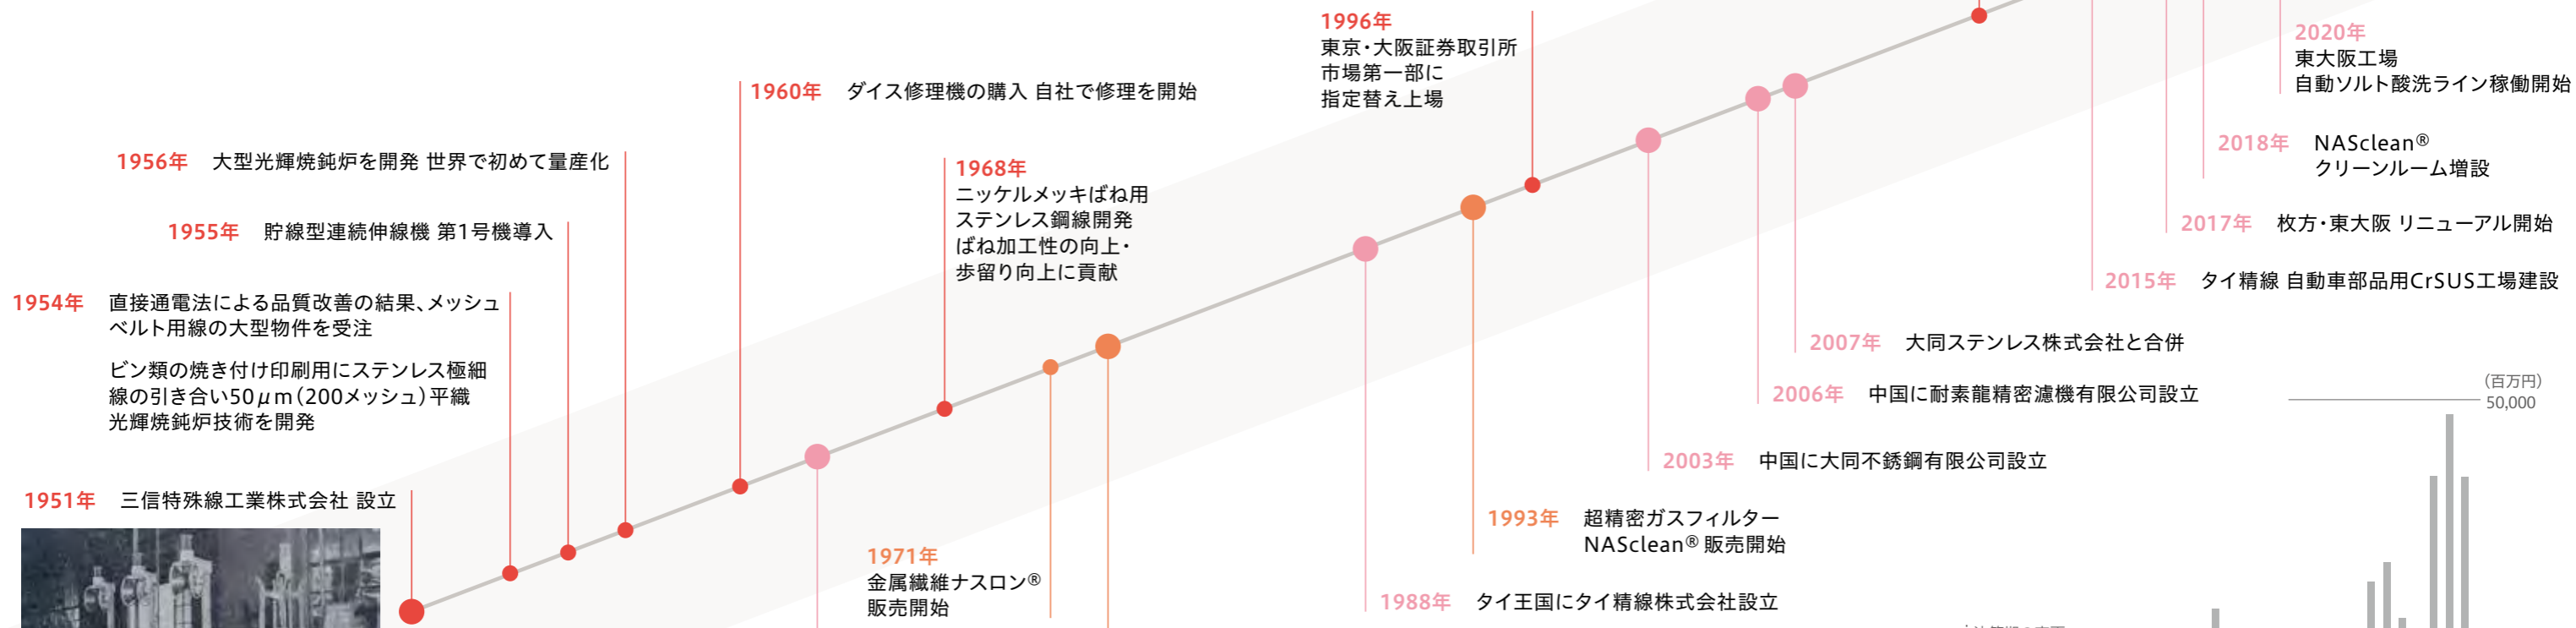 1951年 三信特殊線工業株式会社 設立
1954年 直接通電法による品質改善の結果、メッシュ
ベルト用線の大型物件を受注
ビン類の焼き付け印刷用にステンレス極細
線の引き合い50μm(200メッシュ)平織
光輝焼鈍炉技術を開発
1955年 貯線型連続伸線機 第1号機導入
1956年 大型光輝焼鈍炉を開発 世界で初めて量産化
1960年 ダイス修理機の購入 自社で修理を開始
1968年
ニッケルメッキばね用
ステンレス鋼線開発
ばね加工性の向上・
歩留り向上に貢献
1971年
金属繊維ナスロン®
販売開始
1988年 タイ王国にタイ精線株式会社設立
1993年 超精密ガスフィルター
NASclean® 販売開始
1996年
東京・大阪証券取引所
市場第一部に
指定替え上場
2003年 中国に大同不銹鋼有限公司設立
2006年 中国に耐素龍精密濾機有限公司設立
2007年 大同ステンレス株式会社と合併
2015年 タイ精線 自動車部品用CrSUS工場建設
2017年 枚方・東大阪 リニューアル開始
2018年 NASclean®
クリーンルーム増設
2020年
東大阪工場
自動ソルト酸洗ライン稼働開始
(百万円)
50,000